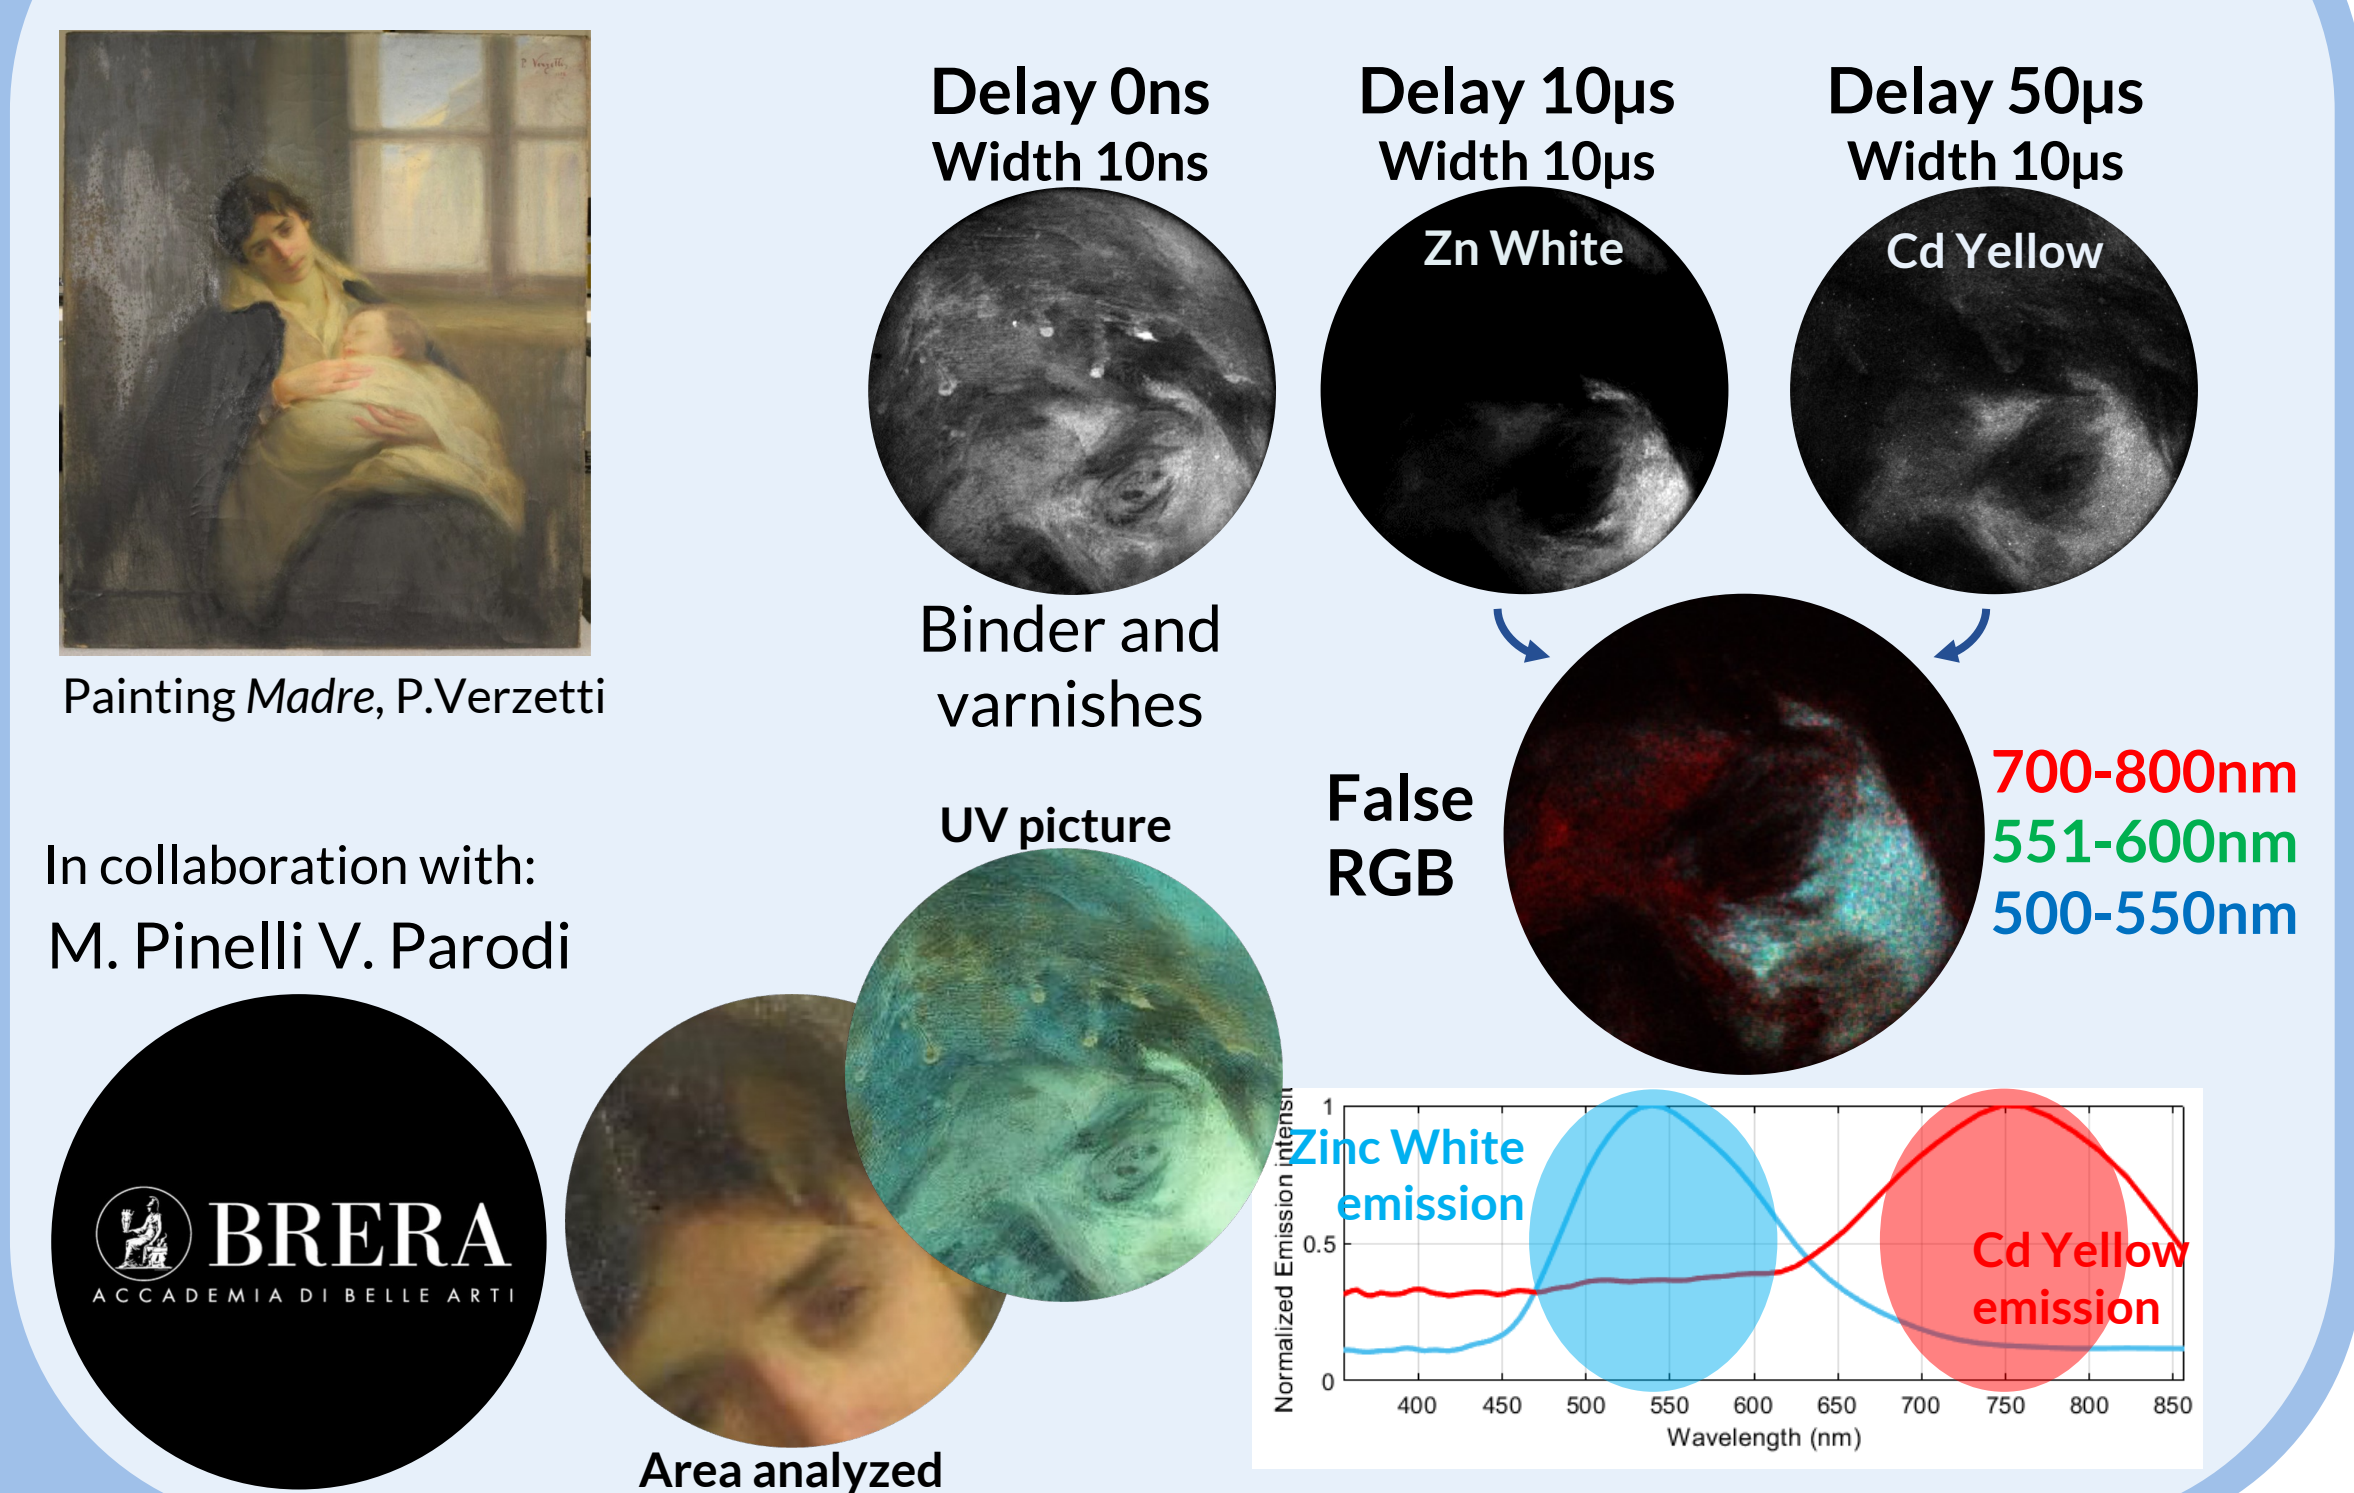 Delay 0ns
Width 10ns
Delay 10µs
Width 10µs
Delay 50µs
Width 10µs
Zn White
Cd Yellow
Painting Madre, P.Verzetti
Binder and
varnishes
False
RGB
700-800nm
551-600nm
500-550nm
In collaboration with:
M. Pinelli V. Parodi
BRERA
ACCADEMIA DI BELLE ARTI
UV picture
Area analyzed
Normalized Emission intensi
1
0.5
0
Zinc White
emission
Cd Yellow
emission
400 450 500 550 600 650 700 750 800 850
Wavelength (nm)